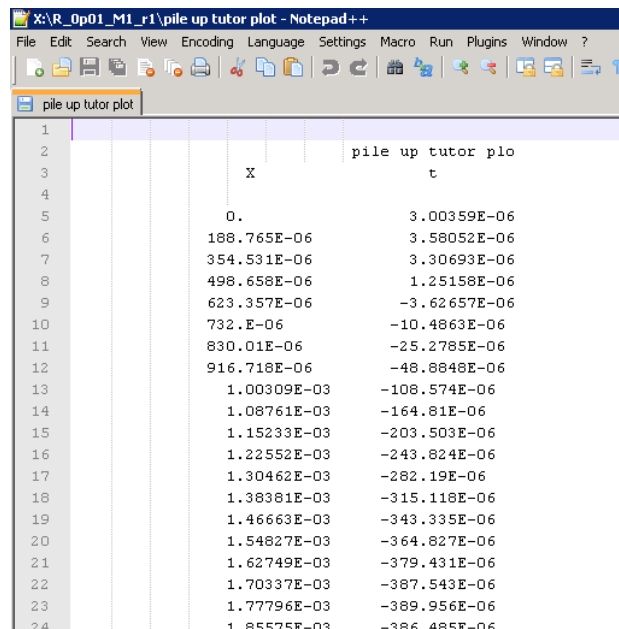 X:\R_0p01_M1_r1\pile up tutor plot - Notepad++
File Edit Search View Encoding Language Settings Macro Run Plugins Window ?
pile up tutor plot
1
2 pile up tutor plo
3 X t
4
5 0. 3.00359E-06
6 188.765E-06 3.58052E-06
7 354.531E-06 3.30693E-06
8 498.658E-06 1.25158E-06
9 623.357E-06 -3.62657E-06
10 732.E-06 -10.4863E-06
11 830.01E-06 -25.2785E-06
12 916.718E-06 -48.8848E-06
13 1.00309E-03 -108.574E-06
14 1.08761E-03 -164.81E-06
15 1.15233E-03 -203.503E-06
16 1.22552E-03 -243.824E-06
17 1.30462E-03 -282.19E-06
18 1.38381E-03 -315.118E-06
19 1.46663E-03 -343.335E-06
20 1.54827E-03 -364.827E-06
21 1.62749E-03 -379.431E-06
22 1.70337E-03 -387.543E-06
23 1.77796E-03 -389.956E-06
24 1.85575E-03 -386.485E-06